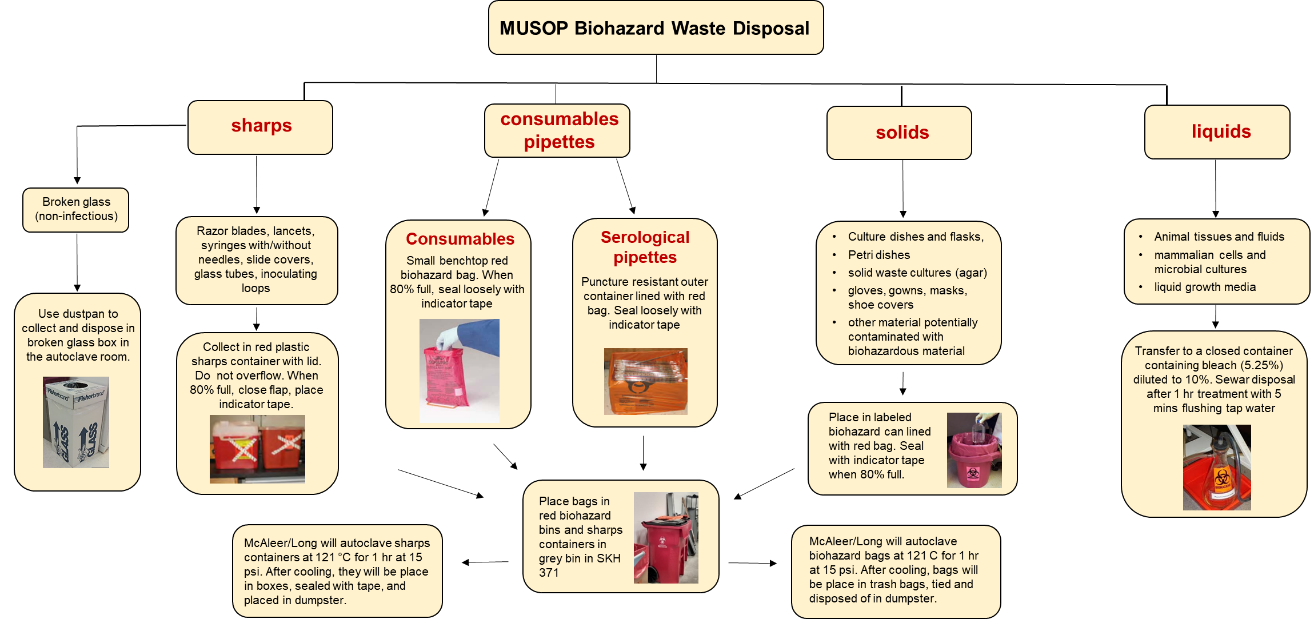 MUSOP Biohazard Waste Disposal
sharps
consumables
pipettes
solids
liquids
Broken glass
(non-infectious)
Use dustpan to
collect and dispose in
broken glass box in
the autoclave room.
Fisherbrand
GLASS
GLASS
Razor blades, lancets,
syringes with/without
needles, slide covers,
glass tubes, inoculating
loops
Collect in red plastic
sharps container with lid.
Do not overflow. When
80% full, close flap, place
indicator tape.
Consumables
Small benchtop red
biohazard bag. When
80% full, seal loosely with
indicator tape
Serological
pipettes
Puncture resistant outer
container lined with red
bag. Seal loosely with
indicator tape
• Culture dishes and flasks,
• Petri dishes
• solid waste cultures (agar)
• gloves, gowns, masks,
shoe covers
• other material potentially
contaminated with
biohazardous material
Place in labeled
biohazard can lined
with red bag. Seal
with indicator tape
when 80% full.
• Animal tissues and fluids
• mammalian cells and
microbial cultures
• liquid growth media
Transfer to a closed container
containing bleach (5.25%)
diluted to 10%. Sewar disposal
after 1 hr treatment with 5
mins flushing tap water
Place bags in
red biohazard
bins and sharps
containers in
grey bin in SKH
371
McAleer/Long will autoclave sharps
containers at 121 °C for 1 hr at 15
psi. After cooling, they will be place
in boxes, sealed with tape, and
placed in dumpster.
McAleer/Long will autoclave
biohazard bags at 121 C for 1 hr
at 15 psi. After cooling, bags will
be place in trash bags, tied and
disposed of in dumpster.